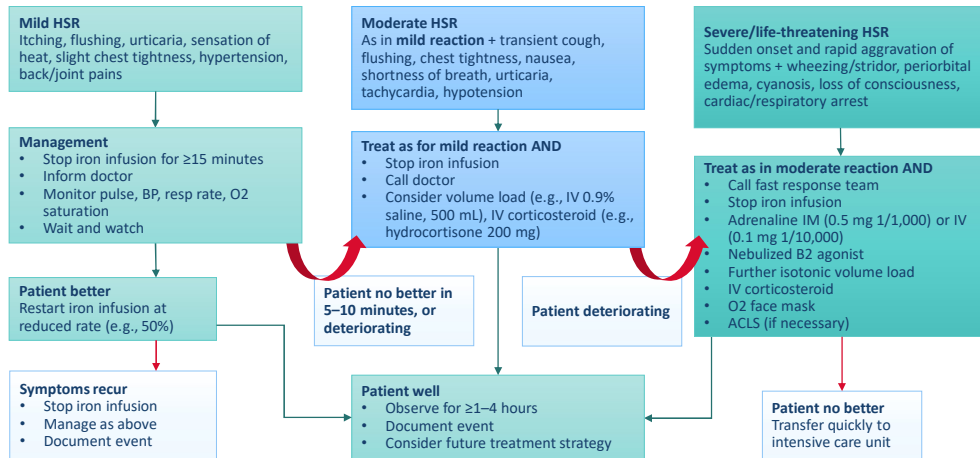 Mild HSR
Itching, flushing, urticaria, sensation of
heat, slight chest tightness, hypertension,
back/joint pains
Moderate HSR
As in mild reaction + transient cough,
flushing, chest tightness, nausea,
shortness of breath, urticaria,
tachycardia, hypotension
Severe/life-threatening HSR
Sudden onset and rapid aggravation of
symptoms + wheezing/stridor, periorbital
edema, cyanosis, loss of consciousness,
cardiac/respiratory arrest
Management
• Stop iron infusion for ≥15 minutes
• Inform doctor
• Monitor pulse, BP, resp rate, O2
saturation
• Wait and watch
Treat as for mild reaction AND
• Stop iron infusion
• Call doctor
• Consider volume load (e.g., IV 0.9%
saline, 500 mL), IV corticosteroid (e.g.,
hydrocortisone 200 mg)
Treat as in moderate reaction AND
• Call fast response team
• Stop iron infusion
• Adrenaline IM (0.5 mg 1/1,000) or IV
(0.1 mg 1/10,000)
• Nebulized B2 agonist
• Further isotonic volume load
• IV corticosteroid
• O2 face mask
• ACLS (if necessary)
Patient better
Restart iron infusion at
reduced rate (e.g., 50%)
Patient no better in
5–10 minutes, or
deteriorating
Patient deteriorating
Symptoms recur
• Stop iron infusion
• Manage as above
• Document event
Patient well
• Observe for ≥1–4 hours
• Document event
• Consider future treatment strategy
Patient no better
Transfer quickly to
intensive care unit